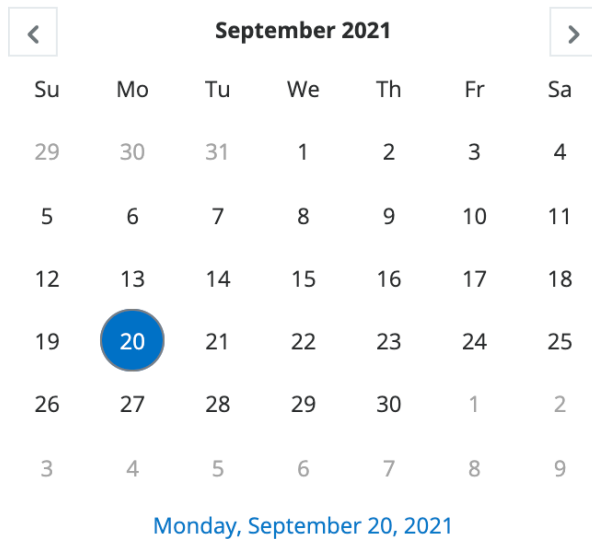 September 2021
Su Mo Tu We Th Fr Sa
29 30 31 1 2 3 4
5 6 7 8 9 10 11
12 13 14 15 16 17 18
19 20 21 22 23 24 25
26 27 28 29 30 1 2
3 4 5 6 7 8 9
Monday, September 20, 2021